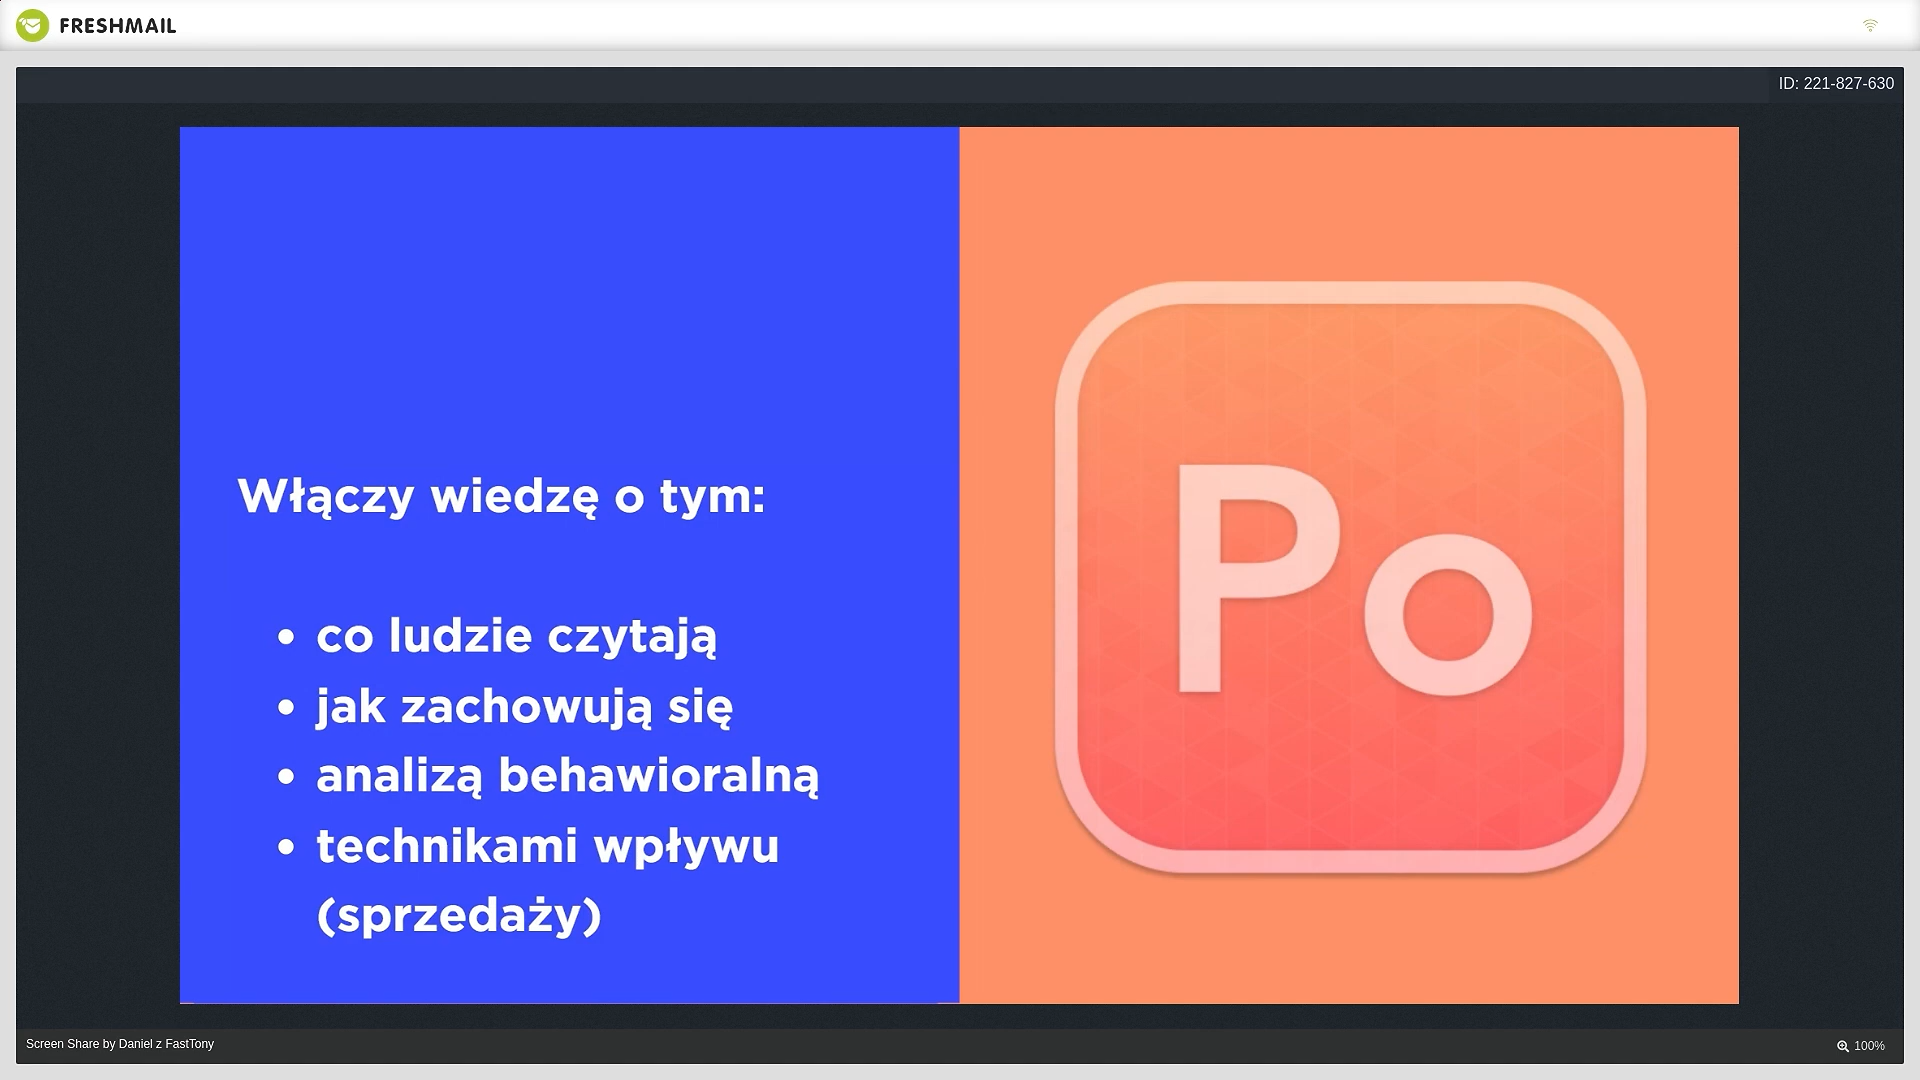 FRESHMAIL
ID: 221-827-630
Włączy wiedzę o tym:
• co ludzie czytają
• jak zachowują się
• analizą behawioralną
• technikami wpływu
(sprzedaży)
Po
Screen Share by Daniel z FastTony
100%